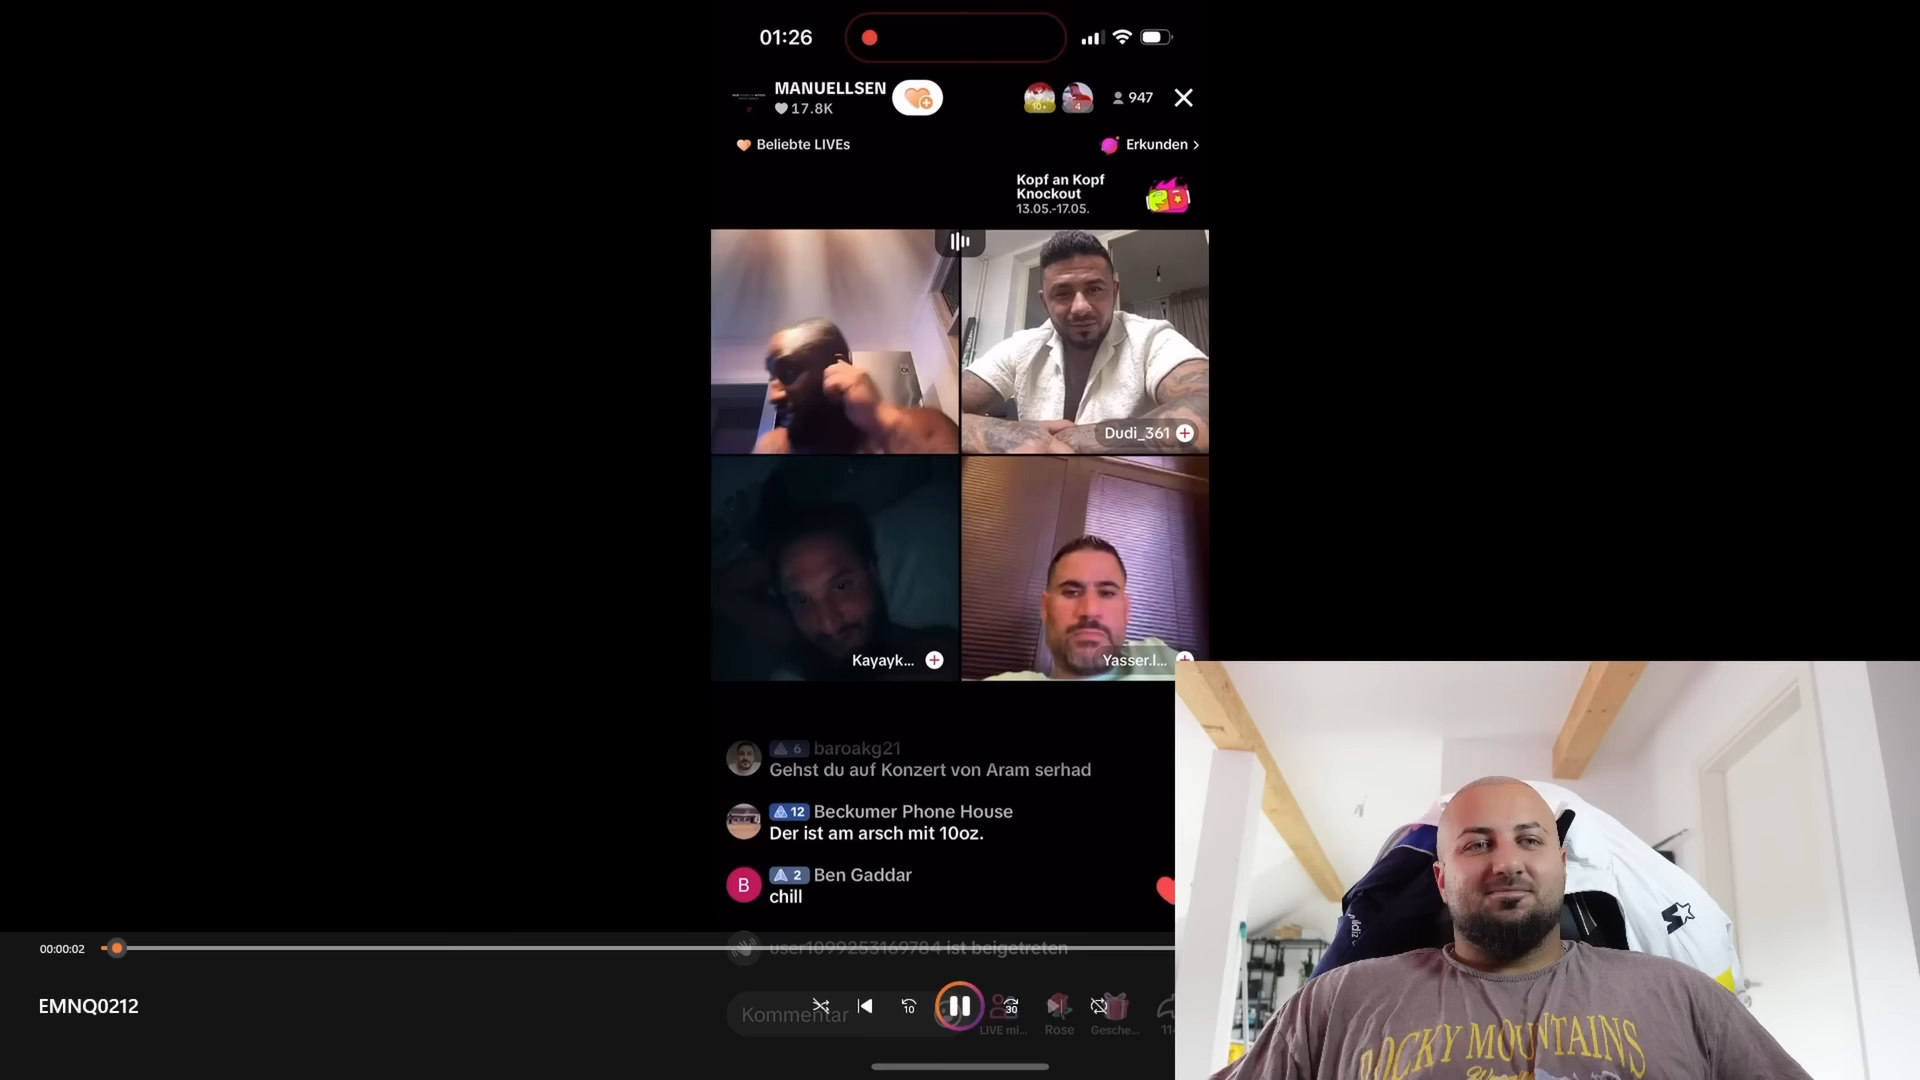 01:26
MANUELLSEN
17.8K
10+
4
947
Beliebte LIVEs
Erkunden >
Kopf an Kopf
Knockout
13.05.-17.05.
Dudi_361
Kayayk...
Yasser.l...
6 baroakg21
Gehst du auf Konzert von Aram serhad
12 Beckumer Phone House
Der ist am arsch mit 10oz.
B
2 Ben Gaddar
chill
00:00:02
user1099253169784 ist beigetreten
EMNQ0212
Kommentar
10
30
LIVE mi...
Rose
Gesche...
ROCKY MOUNTAINS